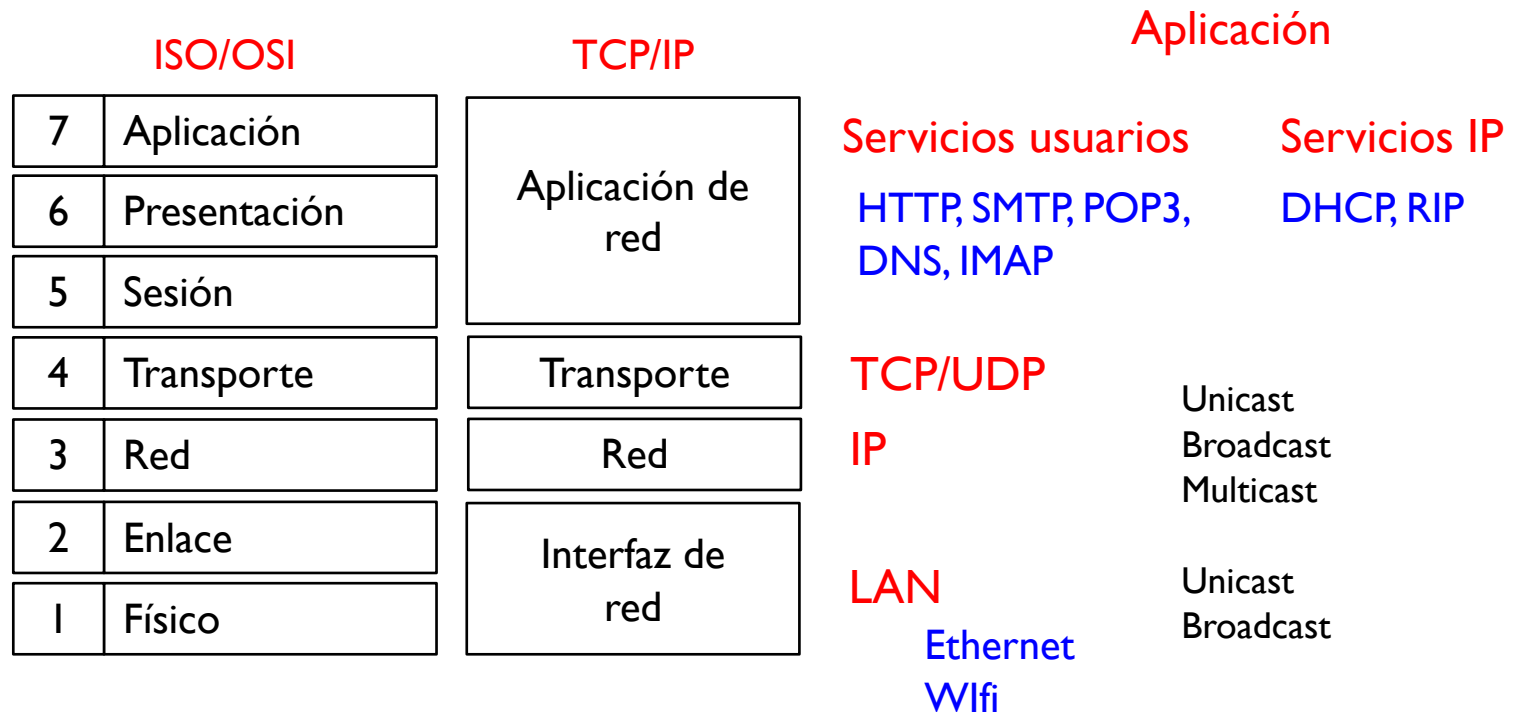 ISO/OSI
7 Aplicación
6 Presentación
5 Sesión
4 Transporte
3 Red
2 Enlace
1 Físico
TCP/IP
Aplicación de
red
Transporte
Red
Interfaz de
red
Aplicación
Servicios usuarios
HTTP, SMTP, POP3,
DNS, IMAP
Servicios IP
DHCP, RIP
TCP/UDP
IP
Unicast
Broadcast
Multicast
LAN
Ethernet
WIfi
Unicast
Broadcast